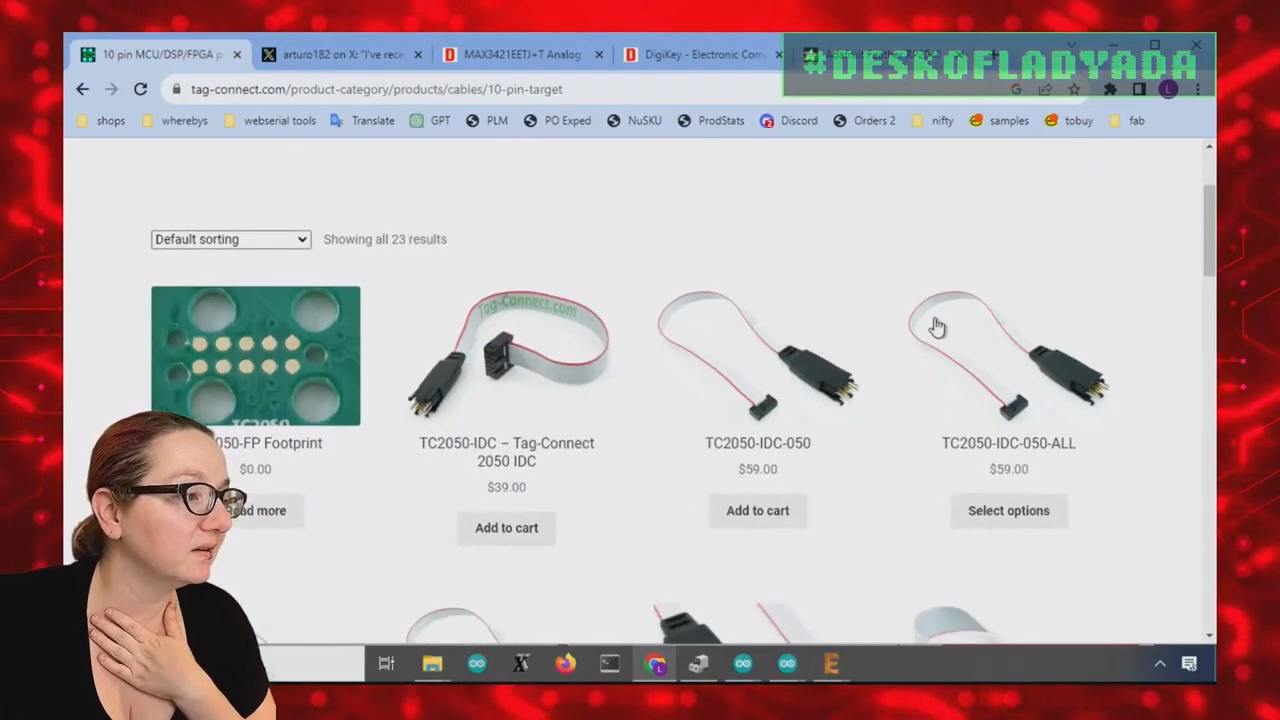 10 pin MCU/DSP/FPGA p
arturo182 on X: "I've rece
MAX3421EETJ+T Analog
DigiKey - Electronic Com
#DESKOFLADYADA
tag-connect.com/product-category/products/cables/10-pin-target
shops
wherebys
webserial tools
Translate
GPT
PLM
PO Exped
NuSKU
ProdStats
Discord
Orders 2
nifty
samples
tobuy
fab
Default sorting
Showing all 23 results
Tag-Connect.com
TC2050
050-FP Footprint
$0.00
ead more
TC2050-IDC – Tag-Connect
2050 IDC
$39.00
Add to cart
TC2050-IDC-050
$59.00
Add to cart
TC2050-IDC-050-ALL
$59.00
Select options